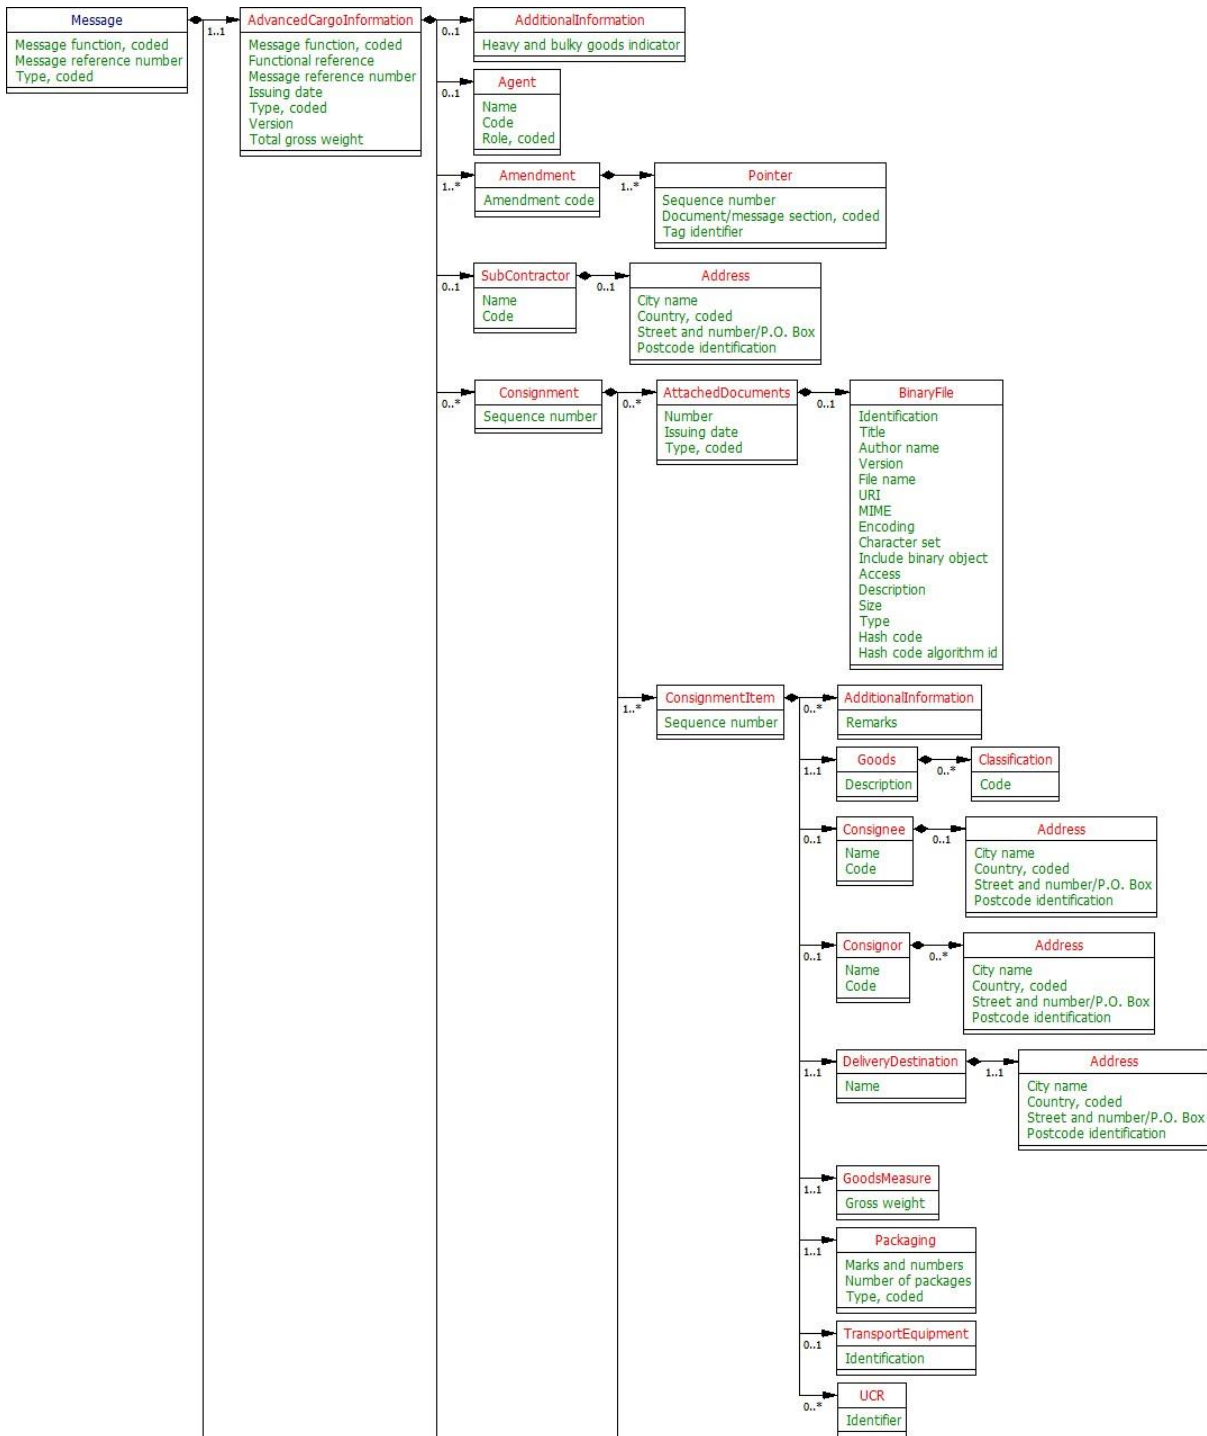 Message
Message function, coded
Message reference number
Type, coded
1..1
AdvancedCargoInformation
Message function, coded
Functional reference
Message reference number
Issuing date
Type, coded
Version
Total gross weight
0..1
AdditionalInformation
Heavy and bulky goods indicator
0..1
Agent
Name
Code
Role, coded
1..*
Amendment
Amendment code
1..*
Pointer
Sequence number
Document/message section, coded
Tag identifier
0..1
SubContractor
Name
Code
0..1
Address
City name
Country, coded
Street and number/P.O. Box
Postcode identification
0..*
Consignment
Sequence number
0..*
AttachedDocuments
Number
Issuing date
Type, coded
0..1
BinaryFile
Identification
Title
Author name
Version
File name
URI
MIME
Encoding
Character set
Include binary object
Access
Description
Size
Type
Hash code
Hash code algorithm id
1..*
ConsignmentItem
Sequence number
0..*
AdditionalInformation
Remarks
1..1
Goods
Description
0..*
Classification
Code
0..1
Consignee
Name
Code
0..1
Address
City name
Country, coded
Street and number/P.O. Box
Postcode identification
0..1
Consignor
Name
Code
0..*
Address
City name
Country, coded
Street and number/P.O. Box
Postcode identification
1..1
DeliveryDestination
Name
1..1
Address
City name
Country, coded
Street and number/P.O. Box
Postcode identification
1..1
GoodsMeasure
Gross weight
1..1
Packaging
Marks and numbers
Number of packages
Type, coded
0..1
TransportEquipment
Identification
0..*
UCR
Identifier